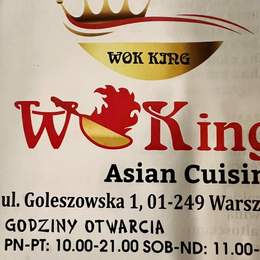 WOK KING
WOKing
Asian Cuisin
ul. Goleszowska 1, 01-249 Warsz
GODZINY OTWARCIA
PN-PT: 10.00-21.00 SOB-ND: 11.00-